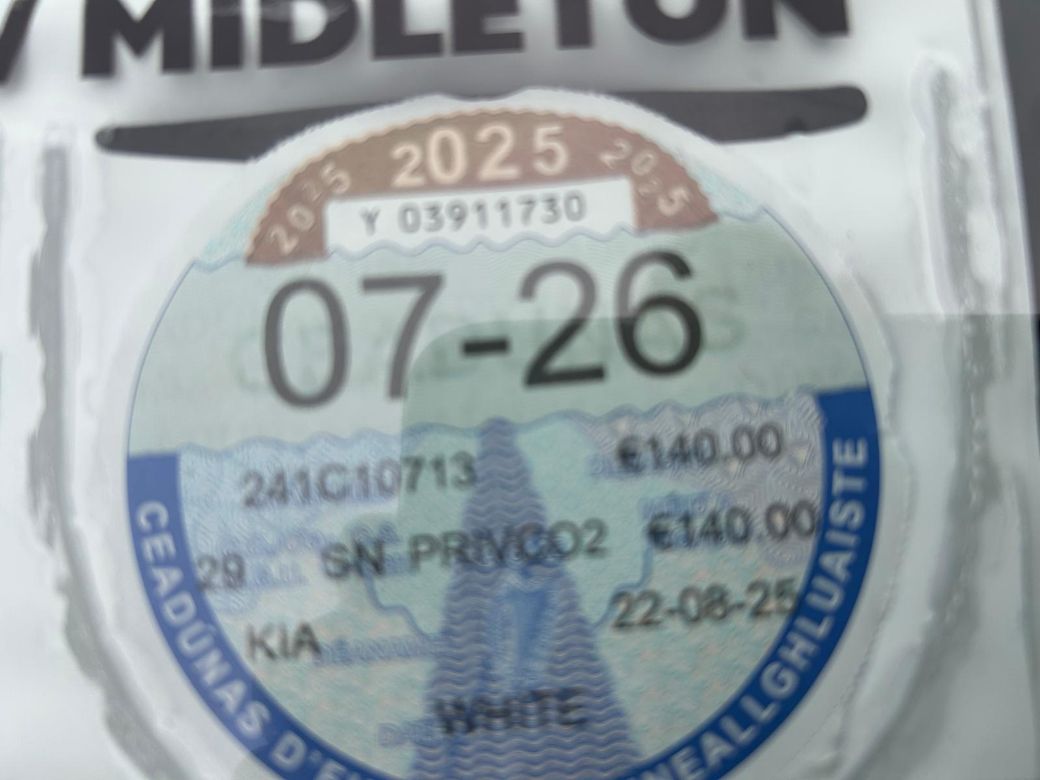 MIDLETON
2025 2025 2025
Y 03911730
07-26
241C10713 €140.00
29 SN PRIVCO2 €140.00
22-08-25
KIA
WHITE
CEADÚNAS